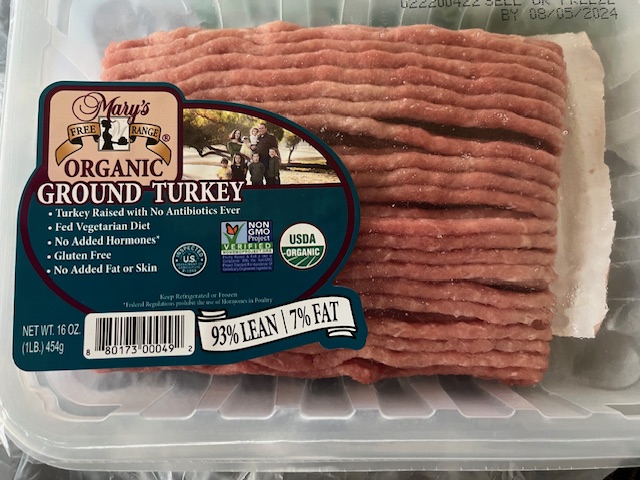 022200422 SELL OR FREEZE
BY 08/05/2024
Mary's
FREE RANGE ®
ORGANIC
GROUND TURKEY
• Turkey Raised with No Antibiotics Ever
• Fed Vegetarian Diet
• No Added Hormones*
• Gluten Free
• No Added Fat or Skin
INSPECTED
U.S.
NON
GMO
Project
VERIFIED
USDA
ORGANIC
Keep Refrigerated or Frozen
*Federal Regulations prohibit the use of Hormones in Poultry
NET WT. 16 OZ.
(1LB.) 454g
8 80173 00049 2
93% LEAN | 7% FAT